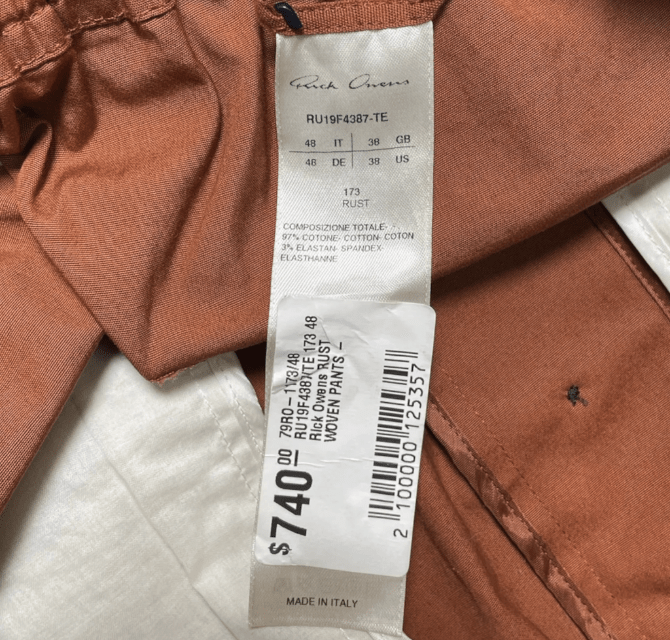 Rick Owens
RU19F4387-TE
48 IT 38 GB
48 DE 38 US
173
RUST
COMPOSIZIONE TOTALE-
97% COTONE- COTTON- COTON
3% ELASTAN- SPANDEX-
ELASTHANNE
79RO-1173/48
RU19F4387/TE 173 48
Rick Owens RUST
WOVEN PANTS -
$740.00
2 100000 125357
MADE IN ITALY